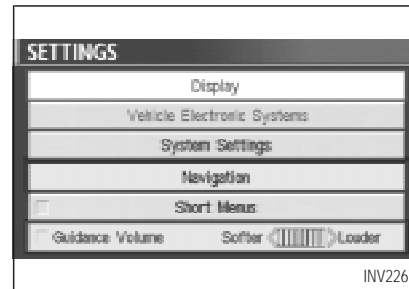 SETTINGS
Display
Vehicle Electronic Systems
System Settings
Navigation
Short Menus
Guidance Volume Softer Louder
INV226